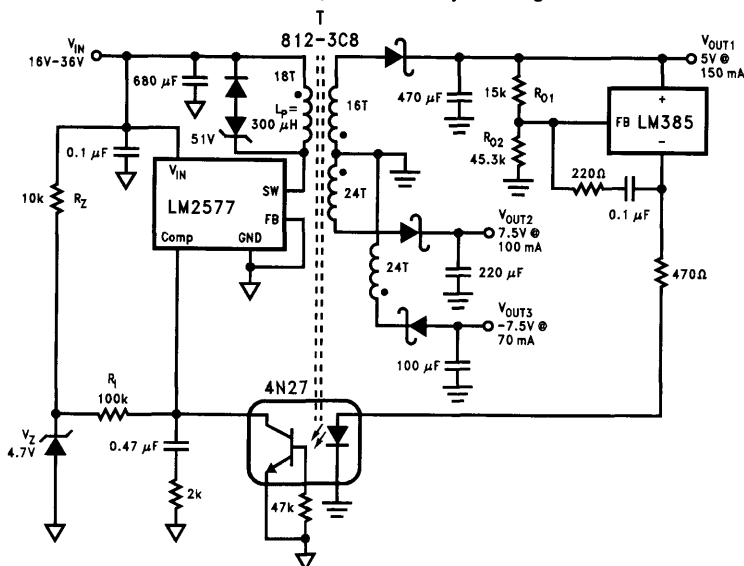 T
812-3C8
VIN
16V-36V
680 µF
51V
18T
LP=
300 µH
16T
470 µF
15k
RO1
RO2
45.3k
FB
+
LM385
-
VOUT1
5V @
150 mA
0.1 µF
10k
RZ
VIN
LM2577
SW
FB
Comp
GND
24T
220Ω
0.1 µF
VOUT2
7.5V @
100 mA
220 µF
24T
470Ω
VOUT3
-7.5V @
70 mA
100 µF
4N27
RI
100k
VZ
4.7V
0.47 µF
2k
47k